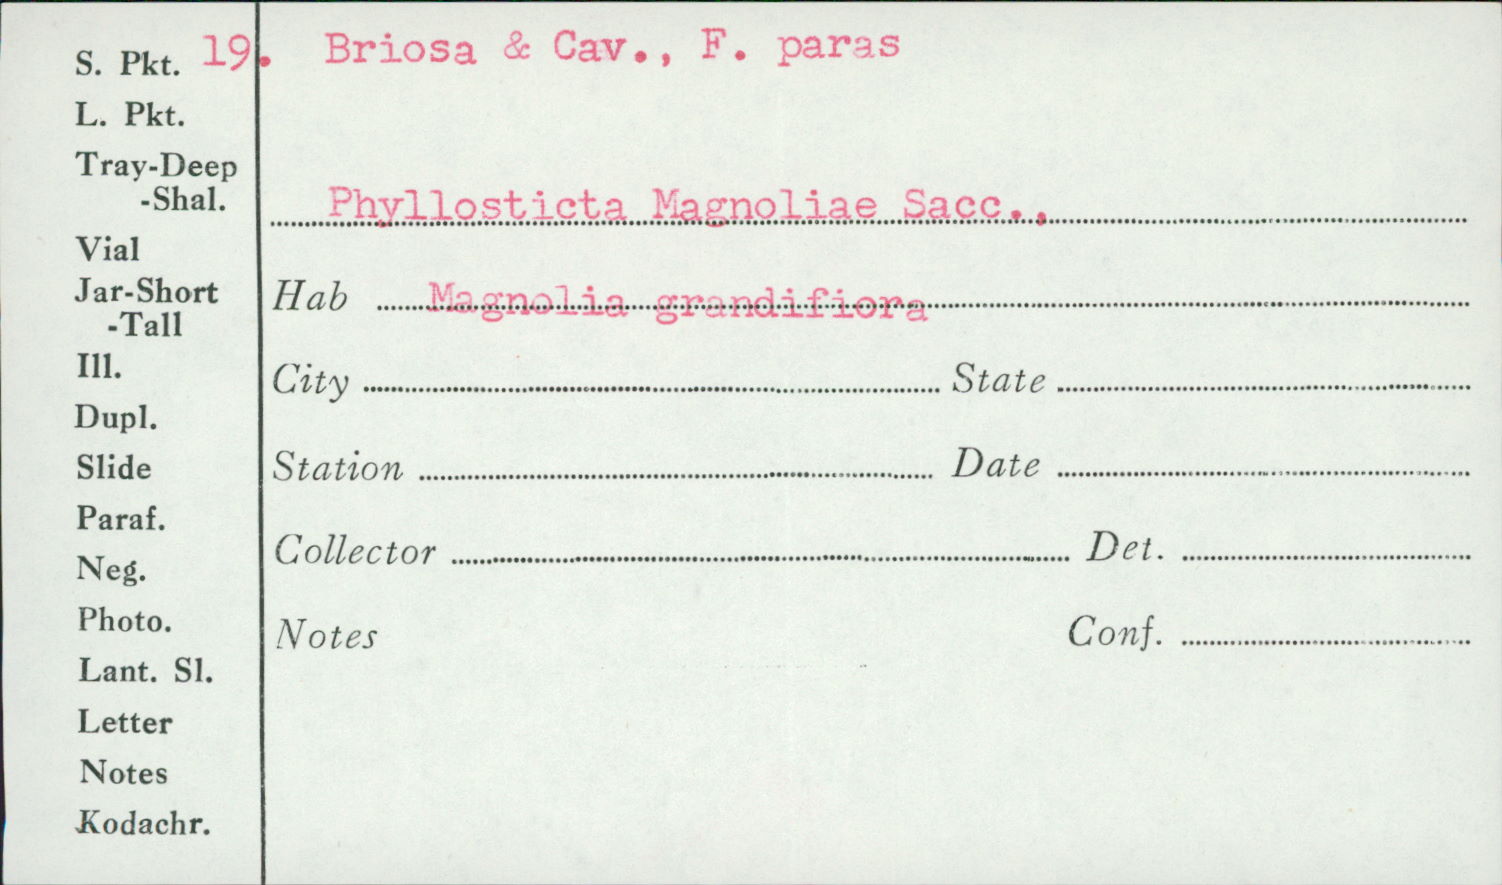 19. Briosa & Cav., F. paras
S. Pkt.
L. Pkt.
Tray-Deep
-Shal.
Phyllosticta Magnoliae Sacc.,
Vial
Jar-Short
-Tall
Hab Magnolia grandifiora
Ill.
City State
Dupl.
Slide
Station Date
Paraf.
Neg.
Collector Det.
Photo.
Notes Conf.
Lant. Sl.
Letter
Notes
Kodachr.